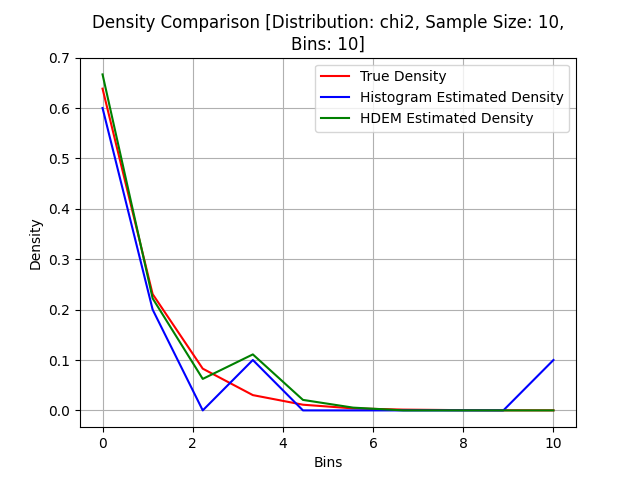 Density Comparison [Distribution: chi2, Sample Size: 10,
Bins: 10]
True Density
Histogram Estimated Density
HDEM Estimated Density
Density
0.7
0.6
0.5
0.4
0.3
0.2
0.1
0.0
0 2 4 6 8 10
Bins